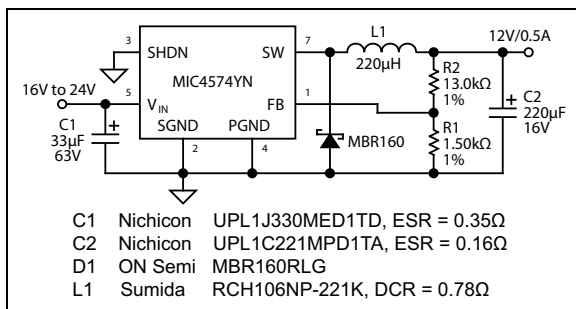 3 SHDN SW 7 L1 12V/0.5A
220μH
MIC4574YN
R2
13.0kΩ
1%
16V to 24V 5 VIN FB 1
C2
220μF
16V
C1
33μF
63V
SGND PGND
2 4
MBR160
R1
1.50kΩ
1%
C1 Nichicon UPL1J330MED1TD, ESR = 0.35Ω
C2 Nichicon UPL1C221MPD1TA, ESR = 0.16Ω
D1 ON Semi MBR160RLG
L1 Sumida RCH106NP-221K, DCR = 0.78Ω